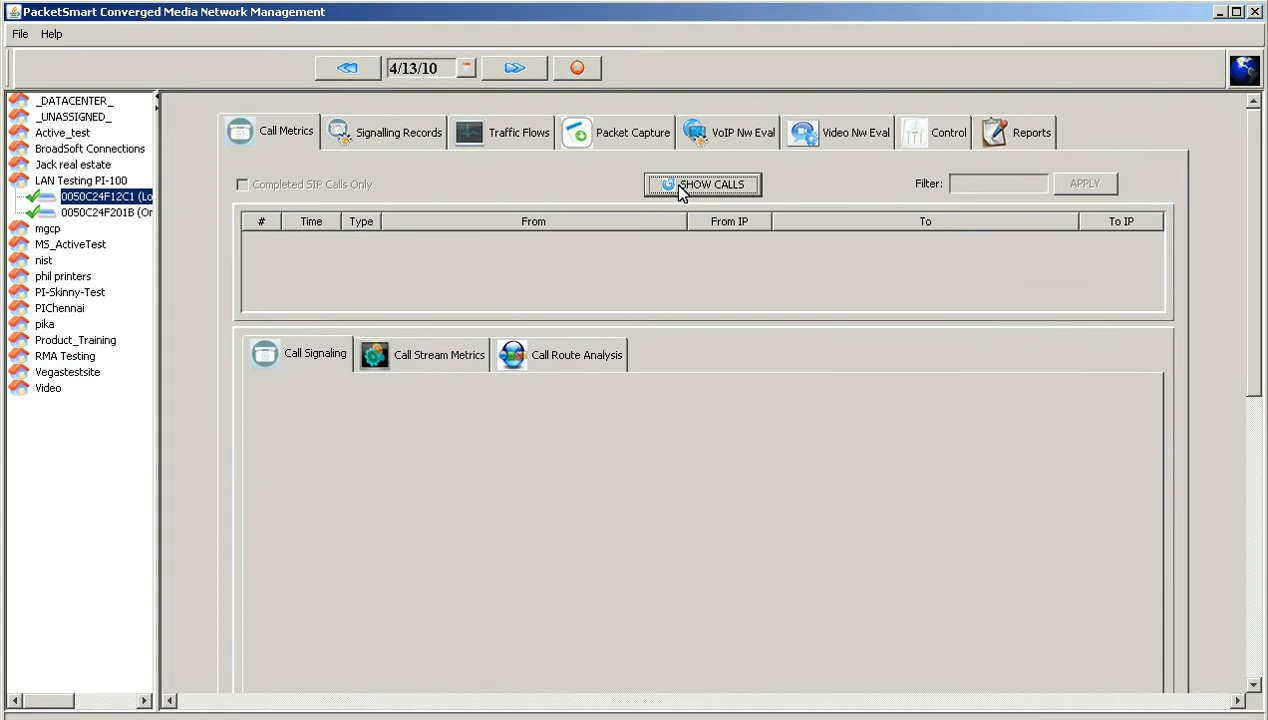 PacketSmart Converged Media Network Management
File Help
4/13/10
_DATACENTER_
_UNASSIGNED_
Active_test
BroadSoft Connections
Jack real estate
LAN Testing PI-100
0050C24F12C1 (Lo
0050C24F201B (Or
mgcp
MS_ActiveTest
nist
phil printers
PI-Skinny-Test
PIChennai
pika
Product_Training
RMA Testing
Vegastestsite
Video
Call Metrics Signalling Records Traffic Flows Packet Capture VoIP Nw Eval Video Nw Eval Control Reports
Completed SIP Calls Only SHOW CALLS Filter: APPLY
# Time Type From From IP To To IP
Call Signaling Call Stream Metrics Call Route Analysis